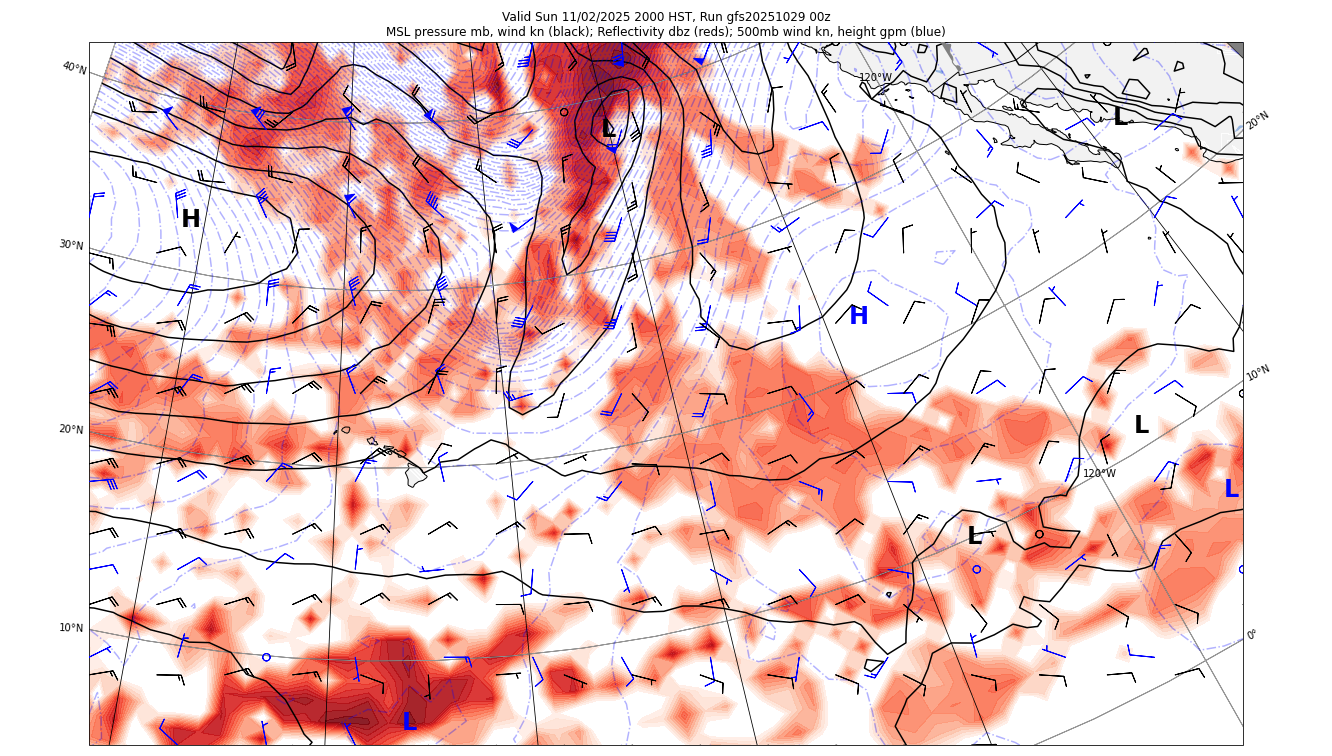 Valid Sun 11/02/2025 2000 HST, Run gfs20251029 00z
MSL pressure mb, wind kn (black); Reflectivity dbz (reds); 500mb wind kn, height gpm (blue)
40°N
120°W
L
20°N
L
H
30°N
H
10°N
20°N
L
120°W
L
L
10°N
0°
L